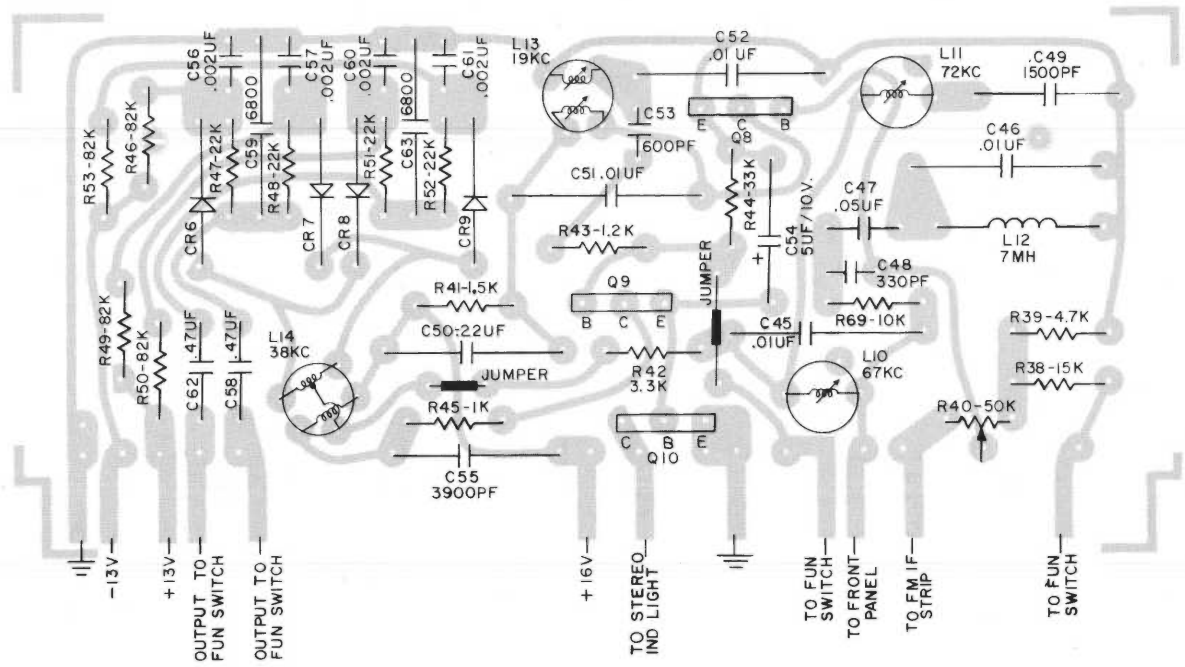 C56
.002UF
C57
.002UF
C60
.002UF
C61
.002UF
L13
19KC
C52
.01UF
L11
72KC
.C49
1500PF
6800
C59
6800
C63
C53
600PF
E C B
Q8
C46
.01UF
R53-82K
R46-82K
R47-22K
R48-22K
R51-22K
R52-22K
C51.01UF
R44-33K
C47
.05UF
C54
5UF/10V.
+
L12
7MH
R43-1.2K
CR6
CR7
CR8
CR9
C48
330PF
R69-10K
R41-1.5K
Q9
B C E
JUMPER
R49-82K
R50-82K
.47UF
C62
.47UF
C58
L14
38KC
C50-.22UF
JUMPER
R42
3.3K
C45
.01UF
L10
67KC
R39-4.7K
R38-15K
R45-1K
C B E
Q10
R40-50K
C55
3900PF
-13V
+13V
OUTPUT TO
FUN SWITCH
OUTPUT TO
FUN SWITCH
+16V
TO STEREO
IND LIGHT
TO FUN
SWITCH
TO FRONT
PANEL
TO FM IF
STRIP
TO FUN
SWITCH